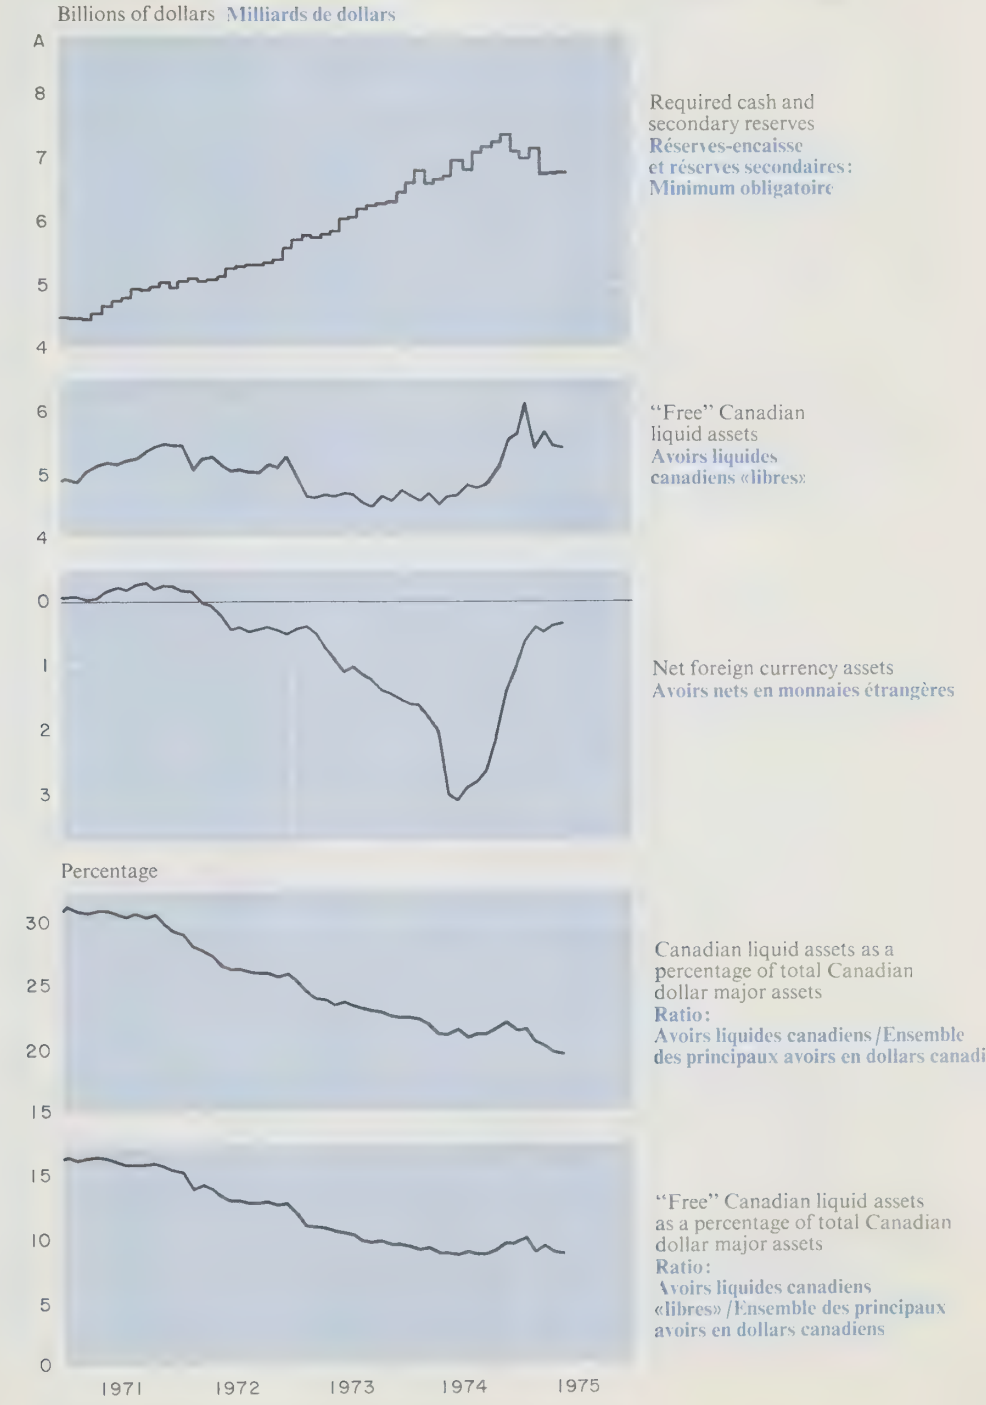 Billions of dollars Milliards de dollars
A
8
7
6
5
4
Required cash and
secondary reserves
Réserves-encaisse
et réserves secondaires:
Minimum obligatoire
6
5
4
"Free" Canadian
liquid assets
Avoirs liquides
canadiens «libres»
0
1
2
3
Net foreign currency assets
Avoirs nets en monnaies étrangères
Percentage
30
25
20
15
Canadian liquid assets as a
percentage of total Canadian
dollar major assets
Ratio:
Avoirs liquides canadiens/Ensemble
des principaux avoirs en dollars canadi
15
10
5
0
"Free" Canadian liquid assets
as a percentage of total Canadian
dollar major assets
Ratio:
Avoirs liquides canadiens
«libres»/Ensemble des principaux
avoirs en dollars canadiens
1971 1972 1973 1974 1975